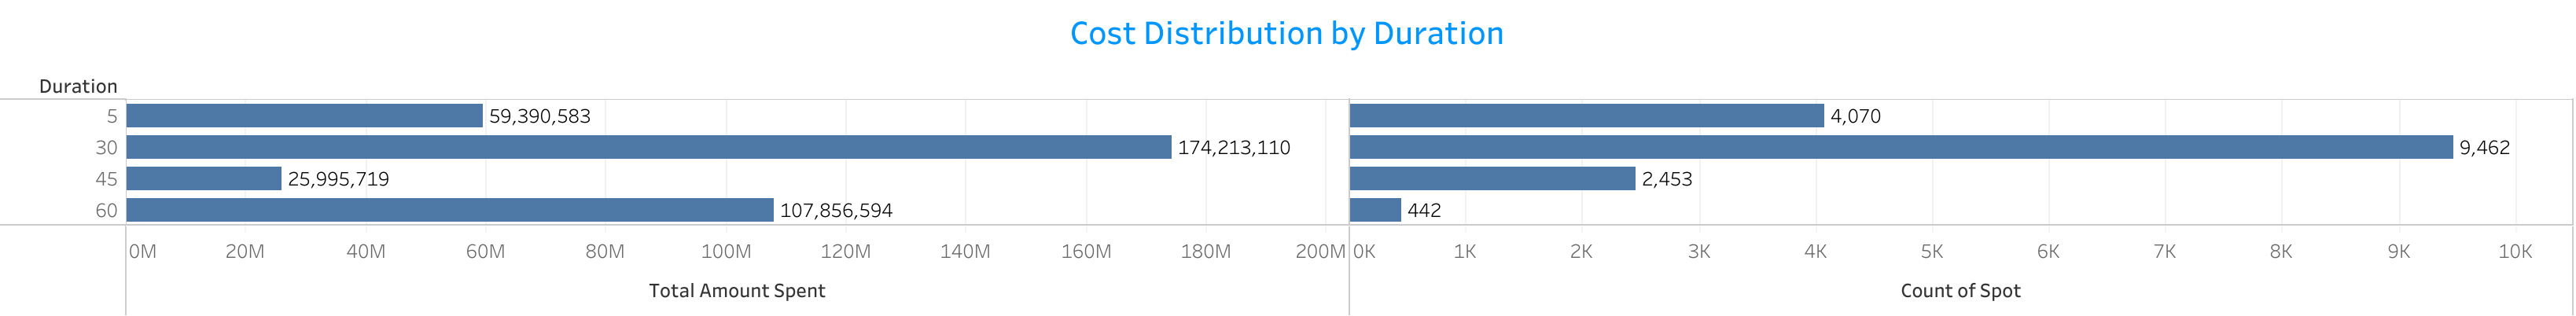 Cost Distribution by Duration
Duration
5 59,390,583 4,070
30 174,213,110 9,462
45 25,995,719 2,453
60 107,856,594 442
0M 20M 40M 60M 80M 100M 120M 140M 160M 180M 200M 0K 1K 2K 3K 4K 5K 6K 7K 8K 9K 10K
Total Amount Spent Count of Spot